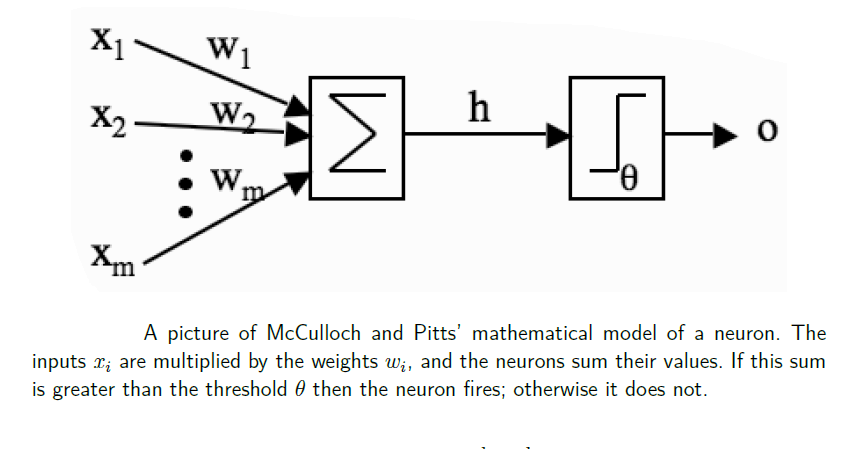 x₁ w₁
x₂ w₂ h o
wₘ θ
xₘ
A picture of McCulloch and Pitts’ mathematical model of a neuron. The
inputs xᵢ are multiplied by the weights wᵢ, and the neurons sum their values. If this sum
is greater than the threshold θ then the neuron fires; otherwise it does not.